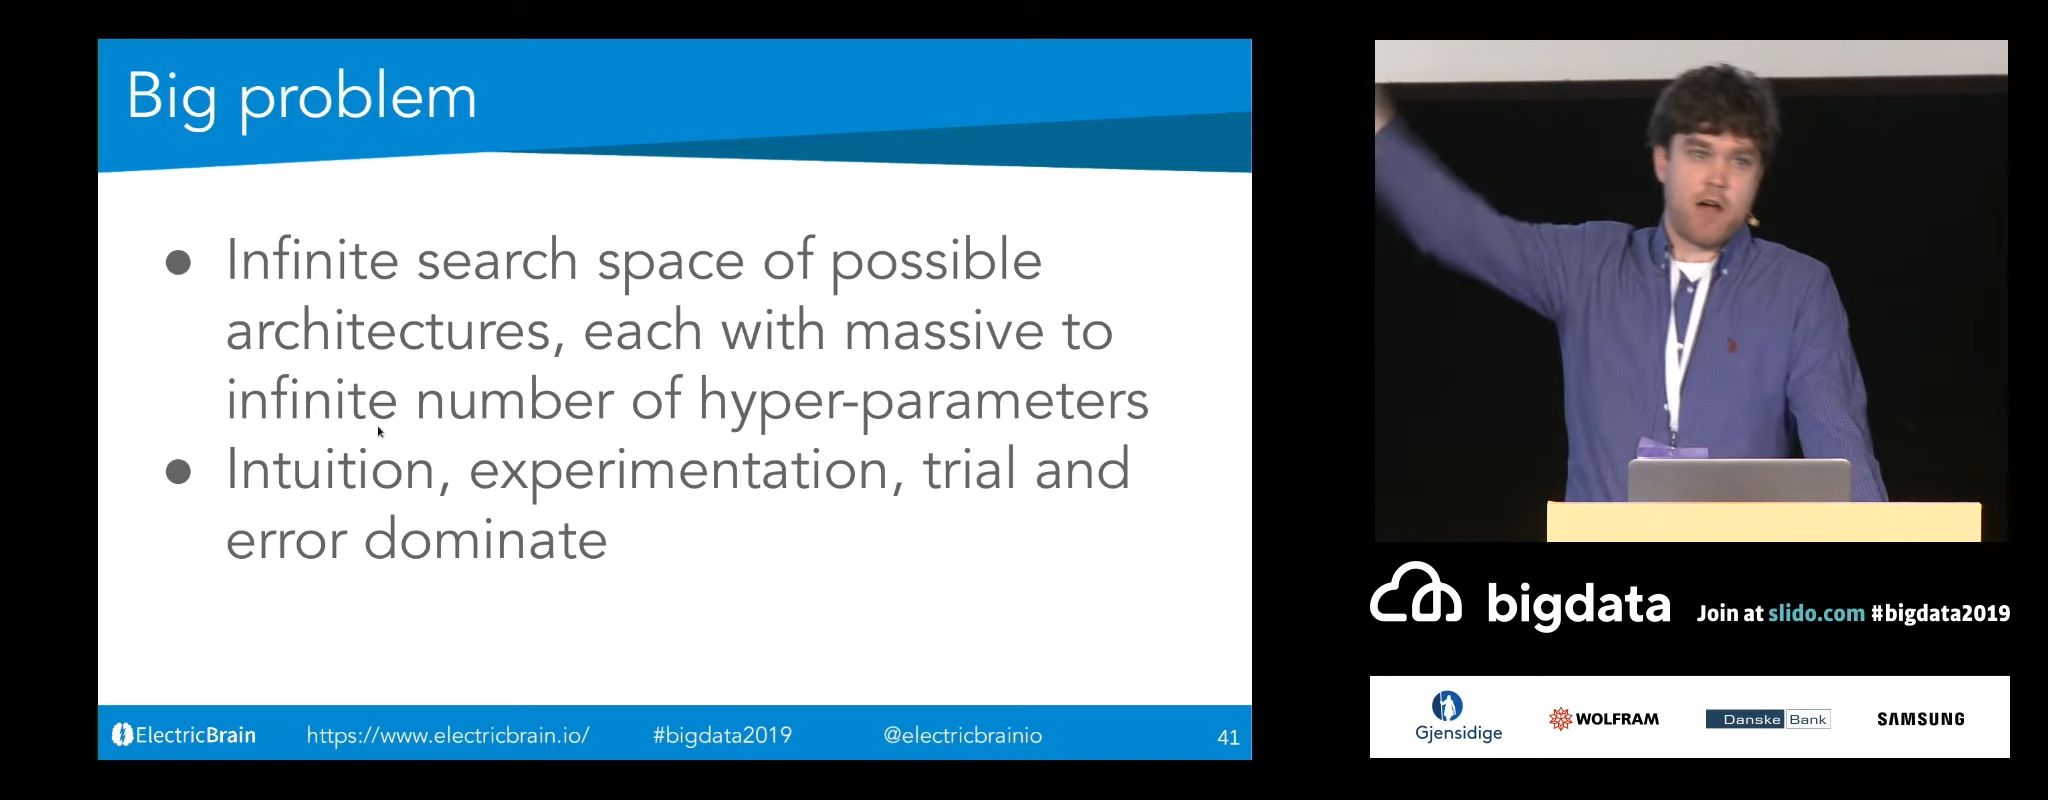 Big problem
● Infinite search space of possible
architectures, each with massive to
infinite number of hyper-parameters
● Intuition, experimentation, trial and
error dominate
ElectricBrain https://www.electricbrain.io/ #bigdata2019 @electricbrainio 41
bigdata Join at slido.com #bigdata2019
Gjensidige WOLFRAM Danske Bank SAMSUNG